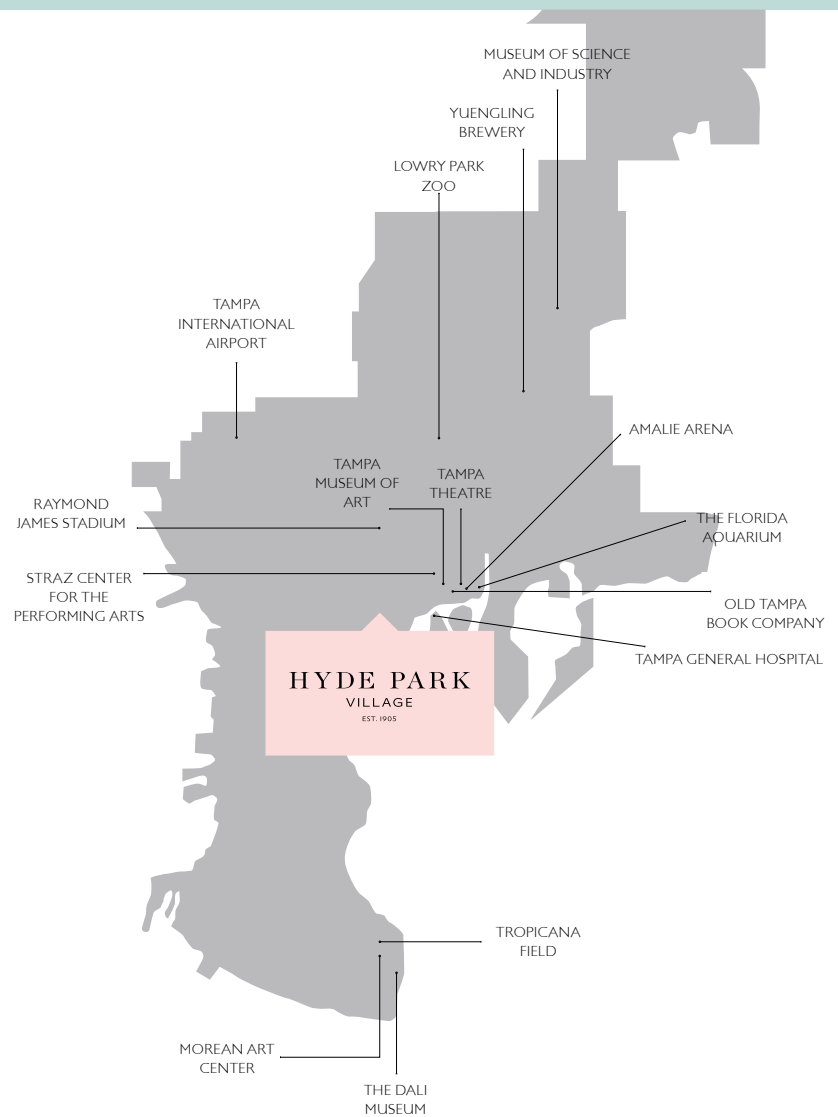 MUSEUM OF SCIENCE
AND INDUSTRY
YUENGLING
BREWERY
LOWRY PARK
ZOO
TAMPA
INTERNATIONAL
AIRPORT
AMALIE ARENA
TAMPA
MUSEUM OF
ART
TAMPA
THEATRE
RAYMOND
JAMES STADIUM
THE FLORIDA
AQUARIUM
STRAZ CENTER
FOR THE
PERFORMING ARTS
OLD TAMPA
BOOK COMPANY
TAMPA GENERAL HOSPITAL
HYDE PARK
VILLAGE
EST. 1905
TROPICANA
FIELD
MOREAN ART
CENTER
THE DALI
MUSEUM